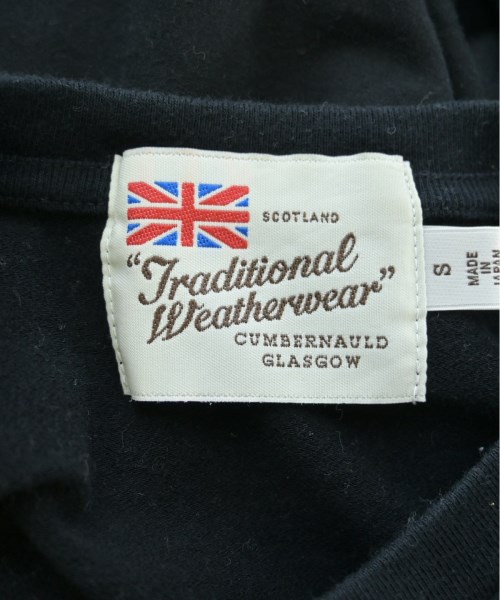 SCOTLAND
"Traditional
Weatherwear"
CUMBERNAULD
GLASGOW
S
MADE
IN
JAPAN